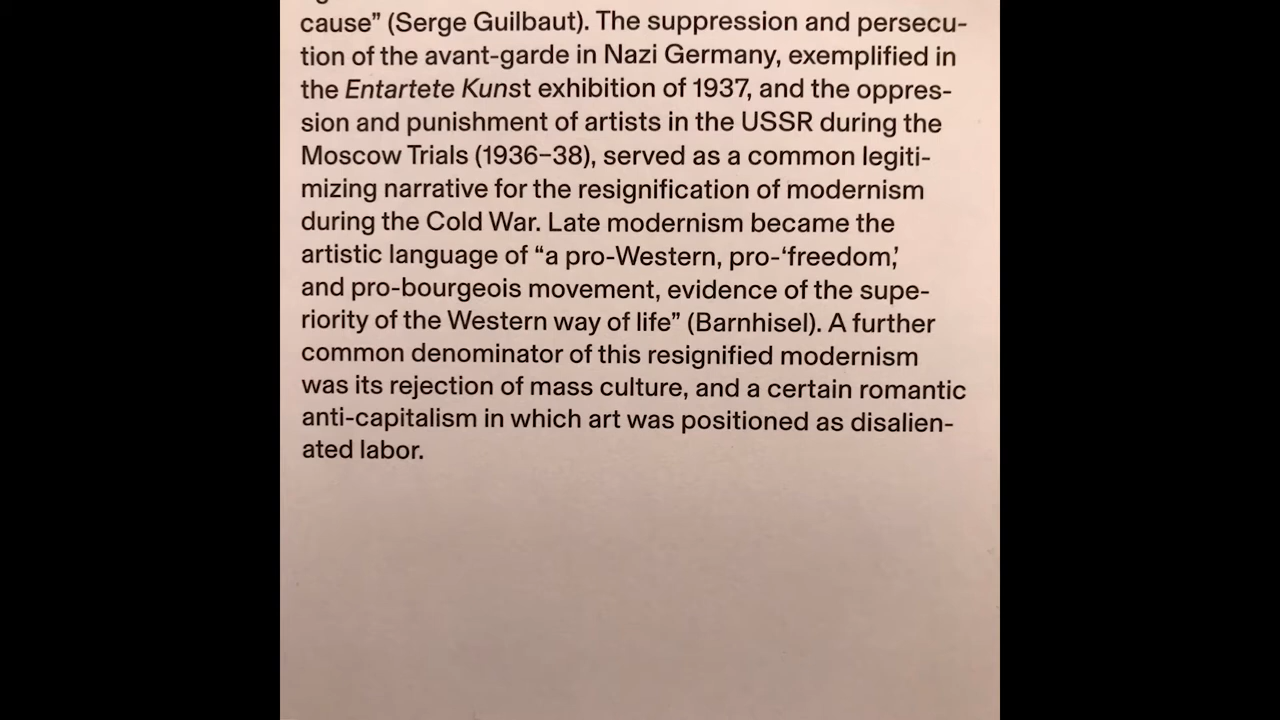 cause” (Serge Guilbaut). The suppression and persecu-
tion of the avant-garde in Nazi Germany, exemplified in
the Entartete Kunst exhibition of 1937, and the oppres-
sion and punishment of artists in the USSR during the
Moscow Trials (1936–38), served as a common legiti-
mizing narrative for the resignification of modernism
during the Cold War. Late modernism became the
artistic language of “a pro-Western, pro-‘freedom,’
and pro-bourgeois movement, evidence of the supe-
riority of the Western way of life” (Barnhisel). A further
common denominator of this resignified modernism
was its rejection of mass culture, and a certain romantic
anti-capitalism in which art was positioned as disalien-
ated labor.